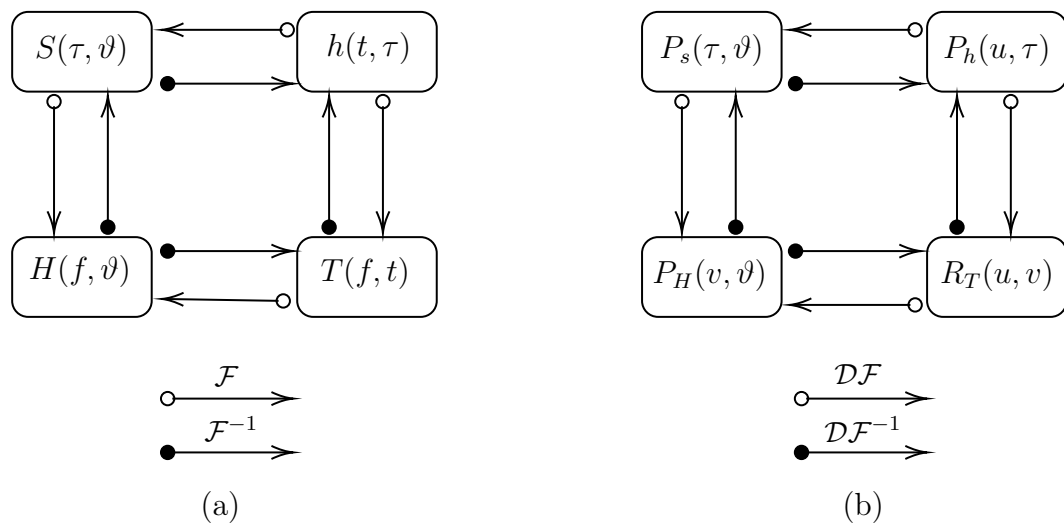 S(τ, ϑ) h(t, τ) P_s(τ, ϑ) P_h(u, τ)
H(f, ϑ) T(f, t) P_H(v, ϑ) R_T(u, v)
ℱ 𝒟ℱ
ℱ⁻¹ 𝒟ℱ⁻¹
(a) (b)